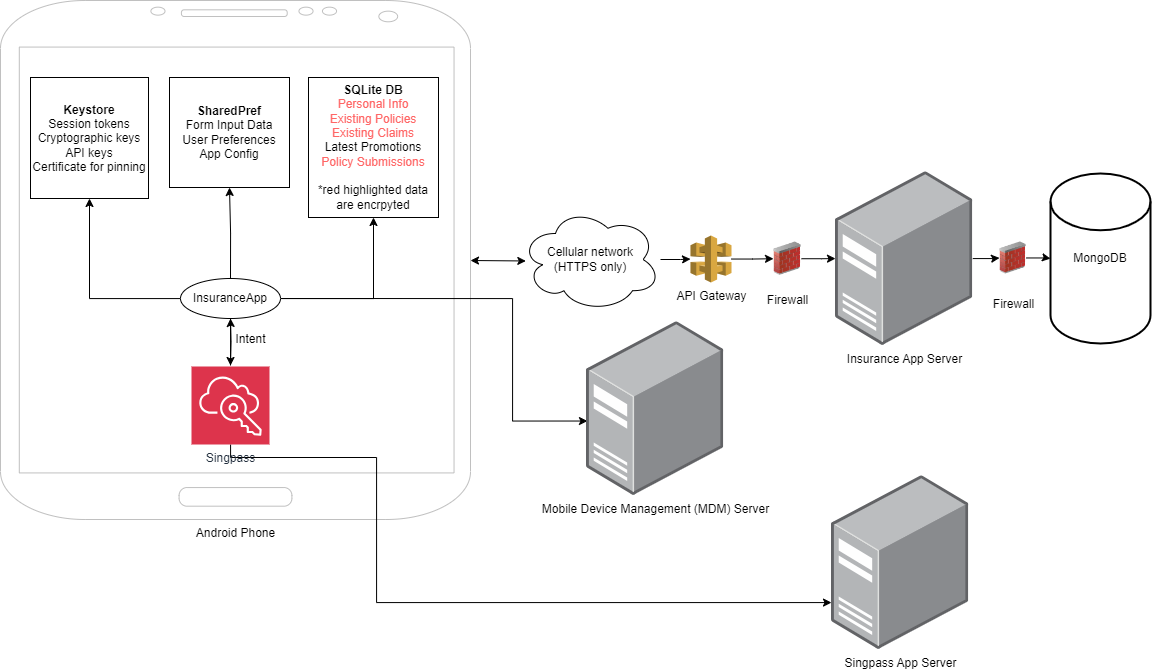 Keystore
Session tokens
Cryptographic keys
API keys
Certificate for pinning
SharedPref
Form Input Data
User Preferences
App Config
SQLite DB
Personal Info
Existing Policies
Existing Claims
Latest Promotions
Policy Submissions
*red highlighted data
are encrpyted
InsuranceApp
Intent
Singpass
Android Phone
Cellular network
(HTTPS only)
API Gateway
Firewall
Insurance App Server
Firewall
MongoDB
Mobile Device Management (MDM) Server
Singpass App Server